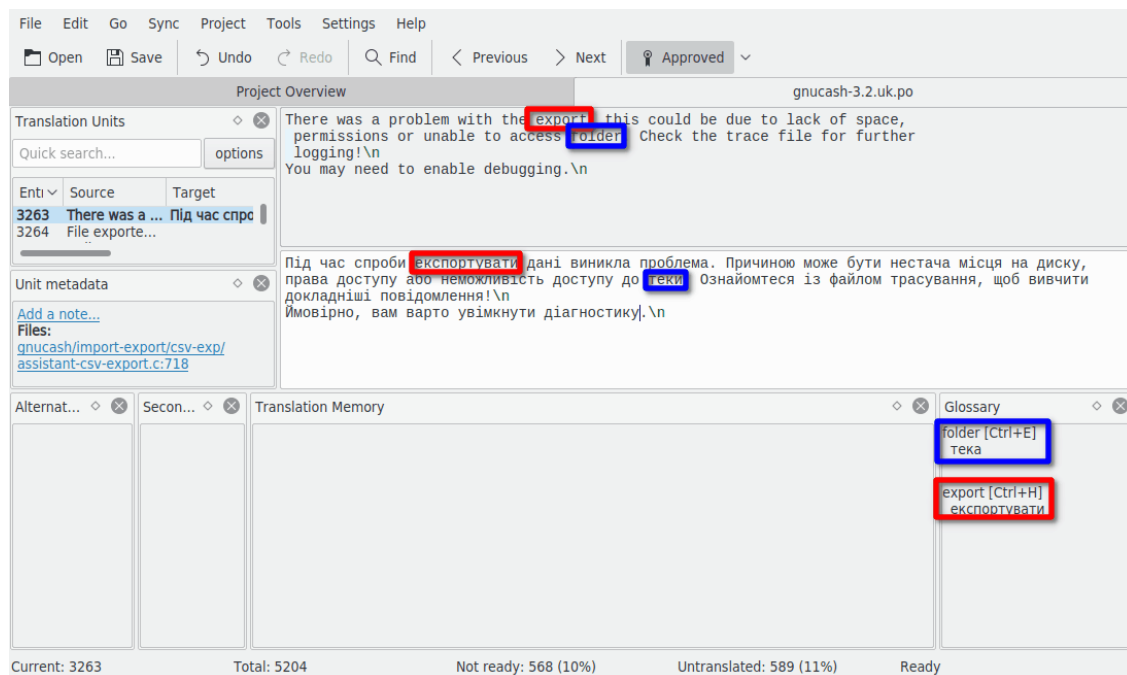 File Edit Go Sync Project Tools Settings Help
Open Save Undo Redo Find Previous Next Approved
Project Overview gnucash-3.2.uk.po
Translation Units
Quick search... options
Entr Source Target
3263 There was a ... Під час спро
3264 File exporte...
Unit metadata
Add a note...
Files:
gnucash/import-export/csv-exp/
assistant-csv-export.c:718
There was a problem with the export, this could be due to lack of space,
permissions or unable to access folder. Check the trace file for further
logging!\n
You may need to enable debugging.\n
Під час спроби експортувати дані виникла проблема. Причиною може бути нестача місця на диску,
права доступу або неможливість доступу до теки. Ознайомтеся із файлом трасування, щоб вивчити
докладніші повідомлення!\n
Ймовірно, вам варто увімкнути діагностику.\n
Alternat...
Secon...
Translation Memory
Glossary
folder [Ctrl+E]
тека
export [Ctrl+H]
експортувати
Current: 3263 Total: 5204 Not ready: 568 (10%) Untranslated: 589 (11%) Ready